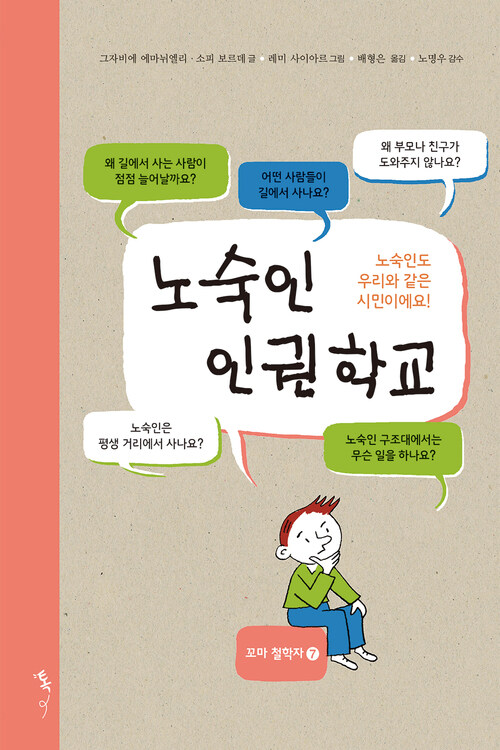 그자비에 에마뉘엘리 · 소피 보르데 글 • 레미 사이아르 그림 • 배형은 옮김 • 노명우 감수
왜 길에서 사는 사람이
점점 늘어날까요?
어떤 사람들이
길에서 사나요?
왜 부모나 친구가
도와주지 않나요?
노숙인
인권 학교
노숙인도
우리와 같은
시민이에요!
노숙인은
평생 거리에서 사나요?
노숙인 구조대에서는
무슨 일을 하나요?
꼬마 철학자 7
톡